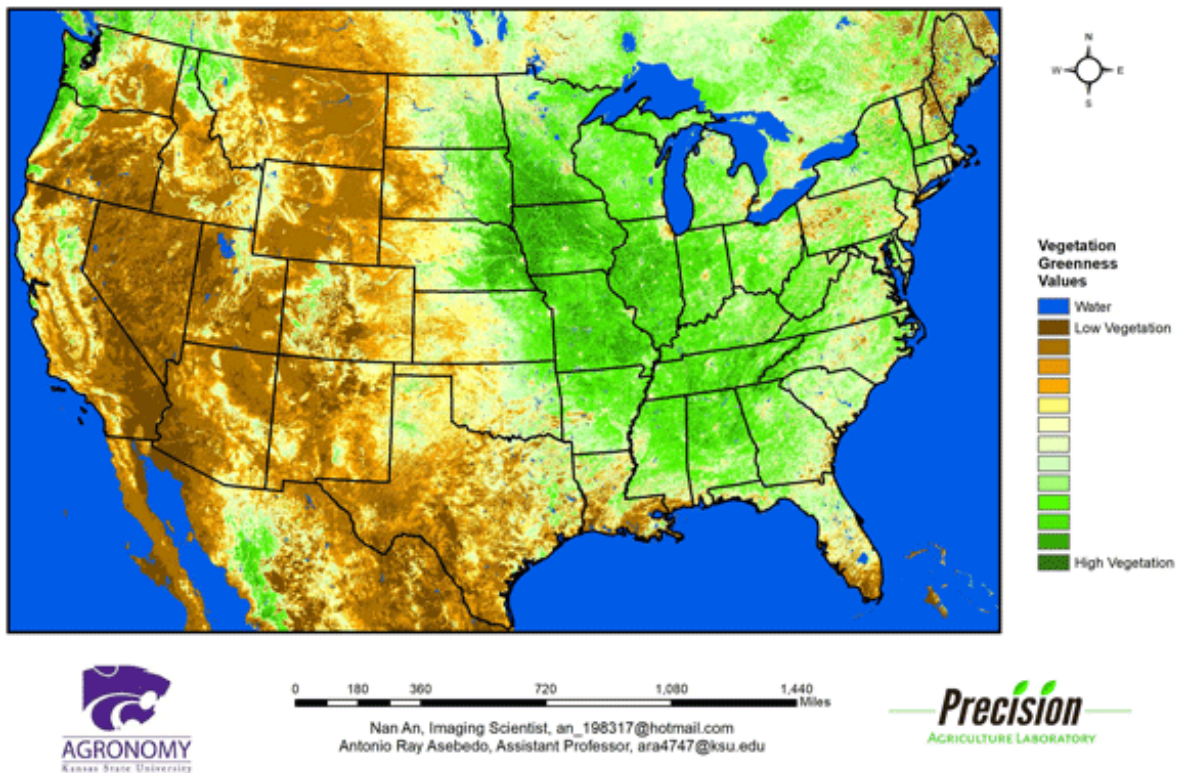 N
W E
S
Vegetation
Greenness
Values
Water
Low Vegetation
High Vegetation
0 180 360 720 1,080 1,440
Miles
Nan An, Imaging Scientist, an_198317@hotmail.com
Antonio Ray Asebedo, Assistant Professor, ara4747@ksu.edu
AGRONOMY
Kansas State University
Precision
AGRICULTURE LABORATORY